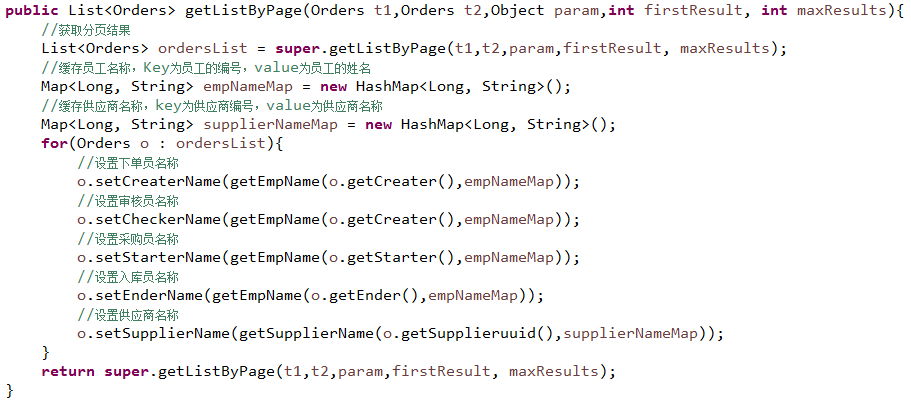 public List<Orders> getListByPage(Orders t1,Orders t2,Object param,int firstResult, int maxResults){
//获取分页结果
List<Orders> ordersList = super.getListByPage(t1,t2,param,firstResult, maxResults);
//缓存员工名称，Key为员工的编号，value为员工的姓名
Map<Long, String> empNameMap = new HashMap<Long, String>();
//缓存供应商名称，key为供应商编号，value为供应商名称
Map<Long, String> supplierNameMap = new HashMap<Long, String>();
for(Orders o : ordersList){
//设置下单员名称
o.setCreaterName(getEmpName(o.getCreater(),empNameMap));
//设置审核员名称
o.setCheckerName(getEmpName(o.getCreater(),empNameMap));
//设置采购员名称
o.setStarterName(getEmpName(o.getStarter(),empNameMap));
//设置入库员名称
o.setEnderName(getEmpName(o.getEnder(),empNameMap));
//设置供应商名称
o.setSupplierName(getSupplierName(o.getSupplieruuid(),supplierNameMap));
}
return super.getListByPage(t1,t2,param,firstResult, maxResults);
}